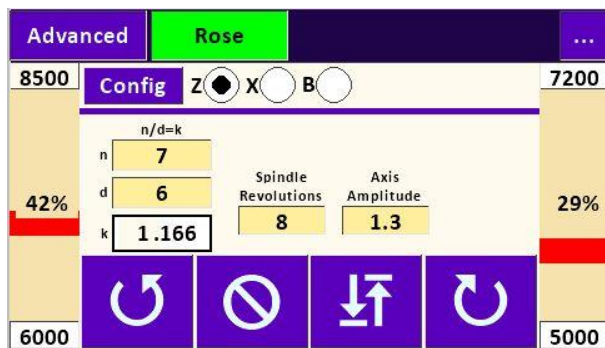 Advanced
Rose
...
8500
Config
Z X B
7200
n/d=k
n 7
d 6
k 1.166
Spindle
Revolutions
8
Axis
Amplitude
1.3
42%
29%
6000
5000